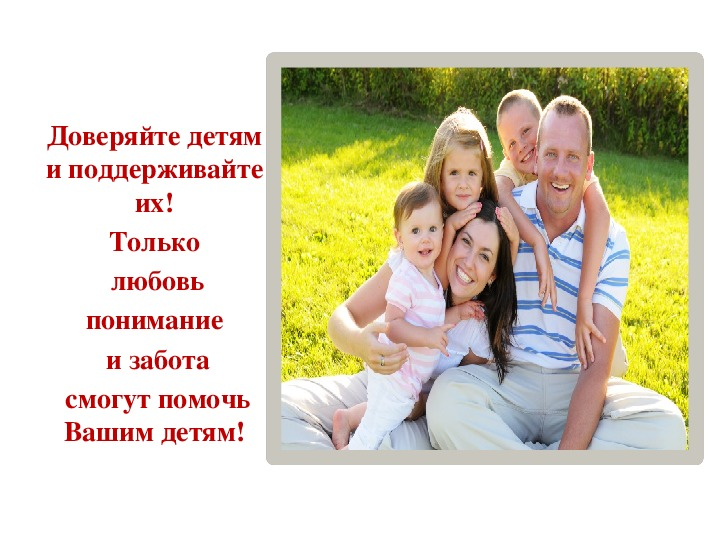 Доверяйте детям
и поддерживайте
их!
Только
любовь
понимание
и забота
смогут помочь
Вашим детям!